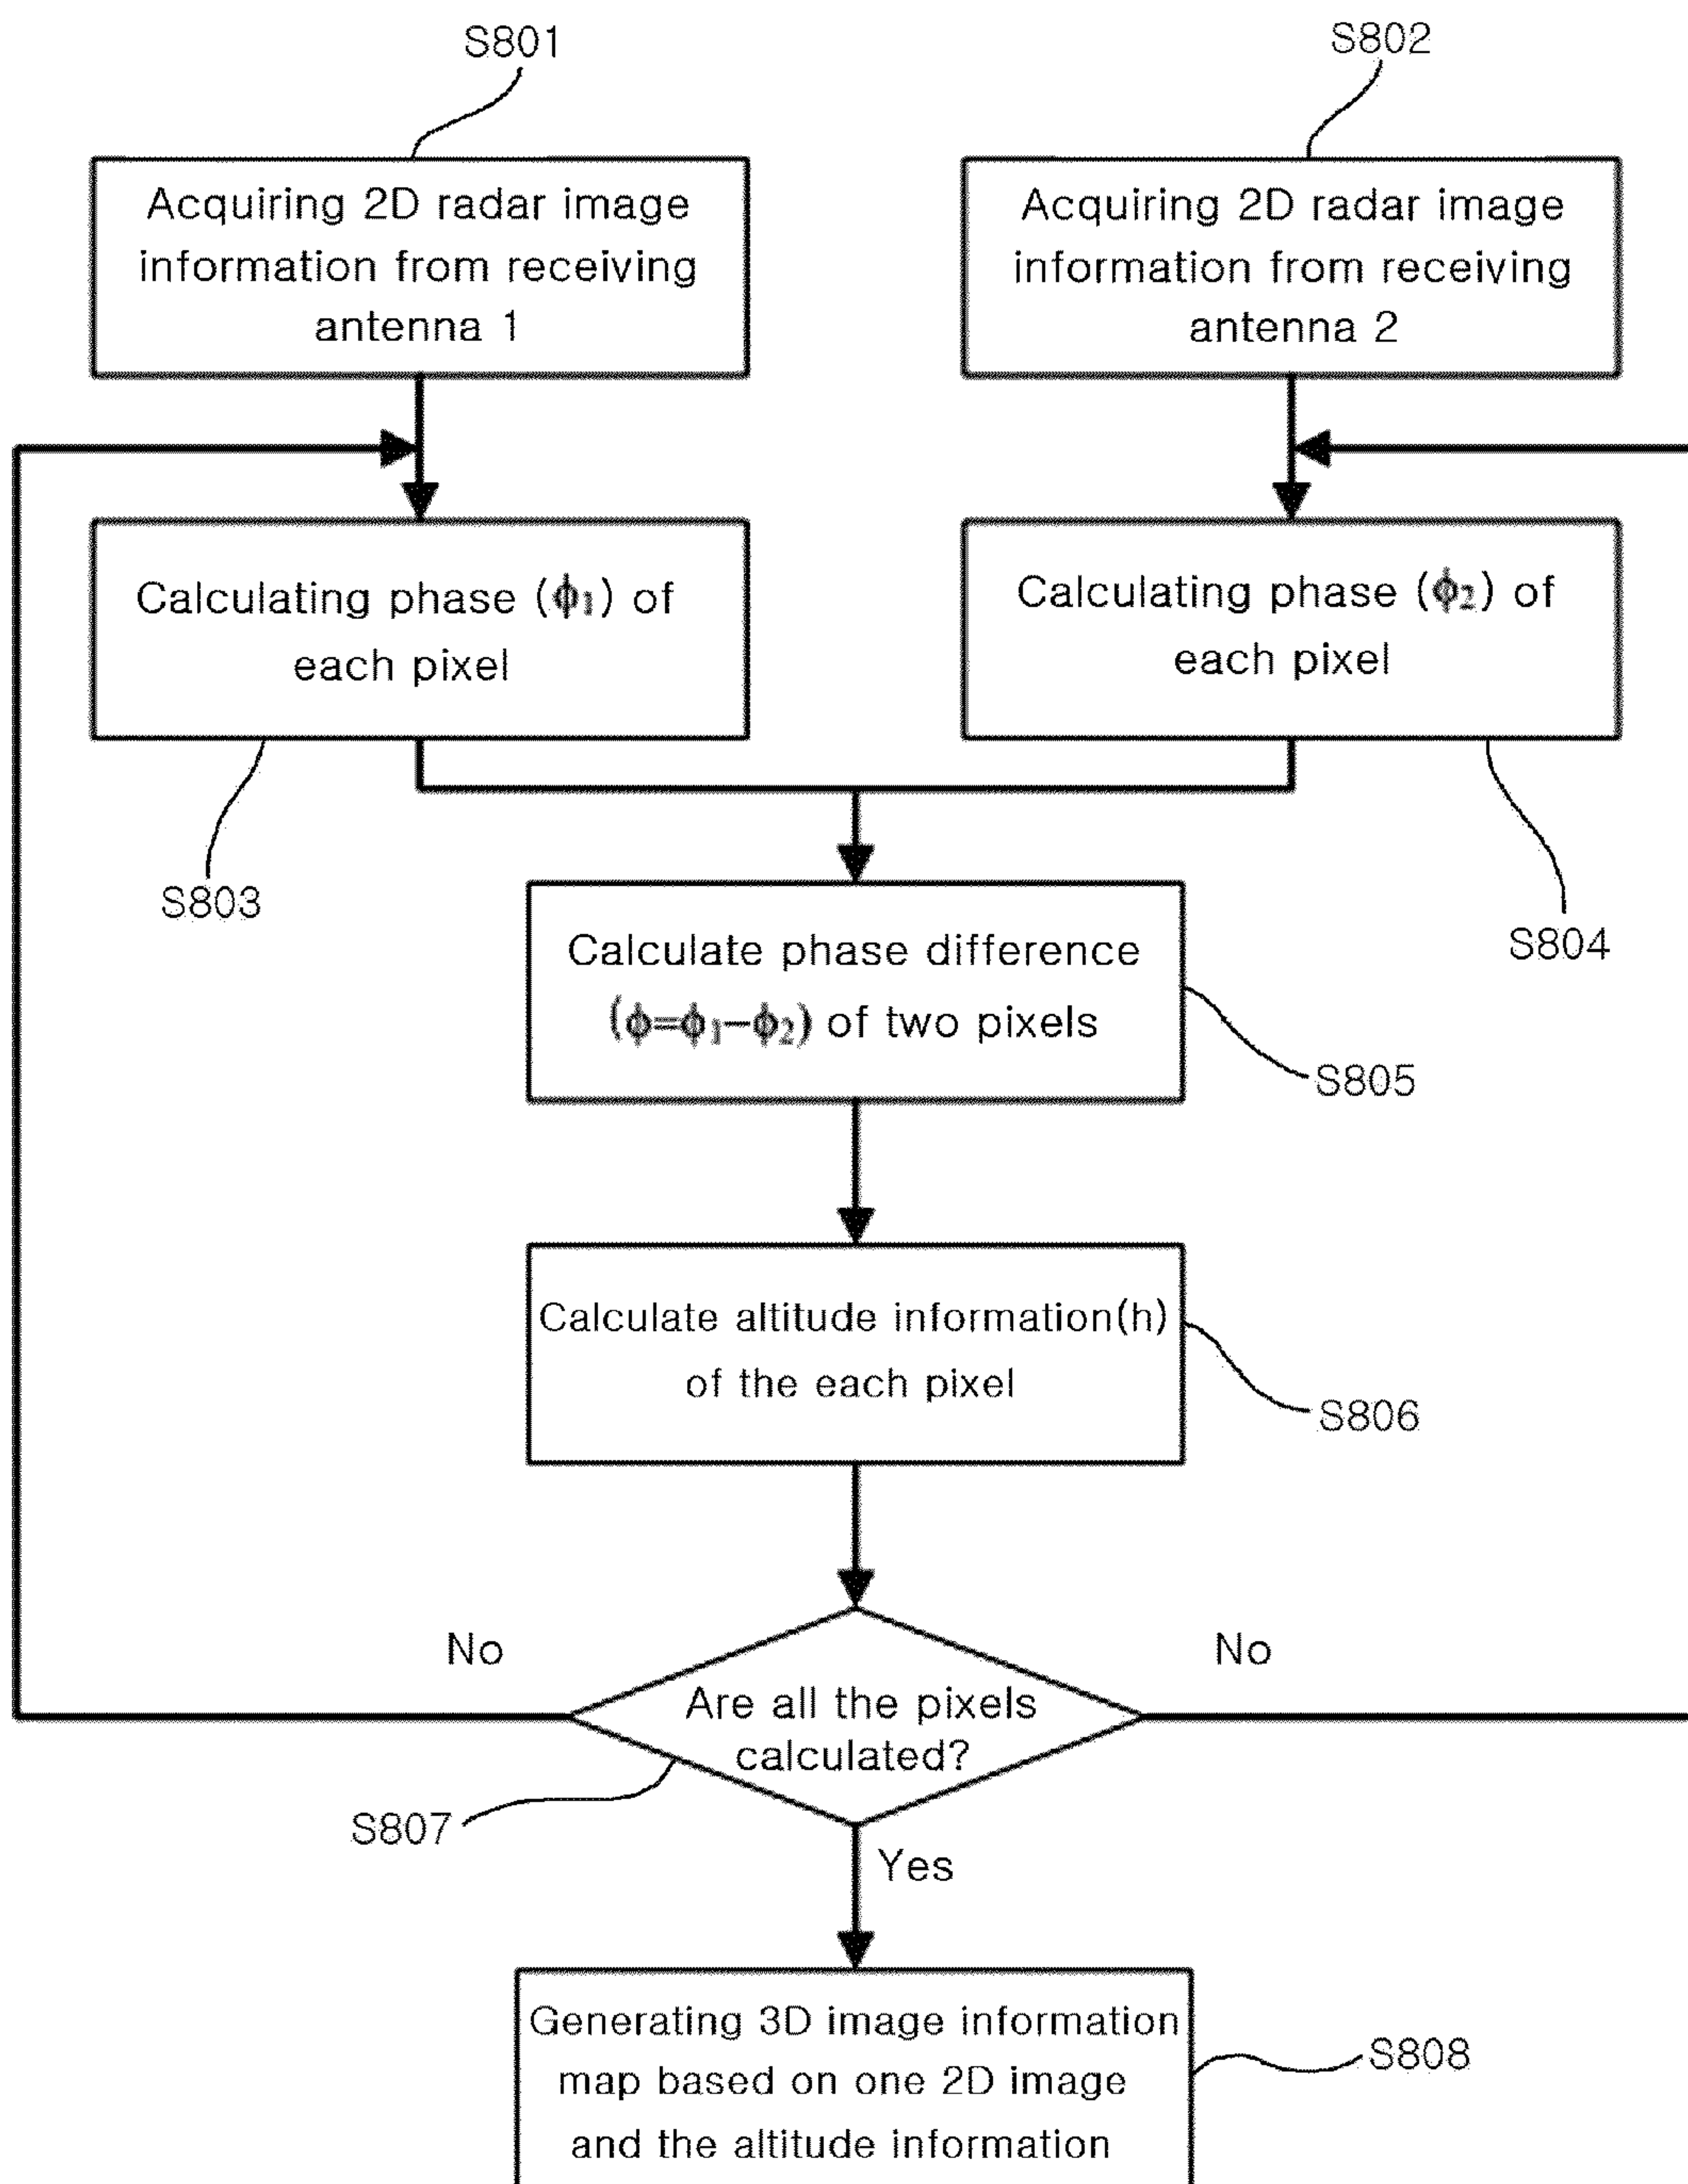 S801
S802
Acquiring 2D radar image
information from receiving
antenna 1
Acquiring 2D radar image
information from receiving
antenna 2
Calculating phase (ϕ₁) of
each pixel
Calculating phase (ϕ₂) of
each pixel
S803
S804
Calculate phase difference
(ϕ=ϕ₁−ϕ₂) of two pixels
S805
Calculate altitude information(h)
of the each pixel
S806
No
No
Are all the pixels
calculated?
S807
Yes
Generating 3D image information
map based on one 2D image
and the altitude information
S808